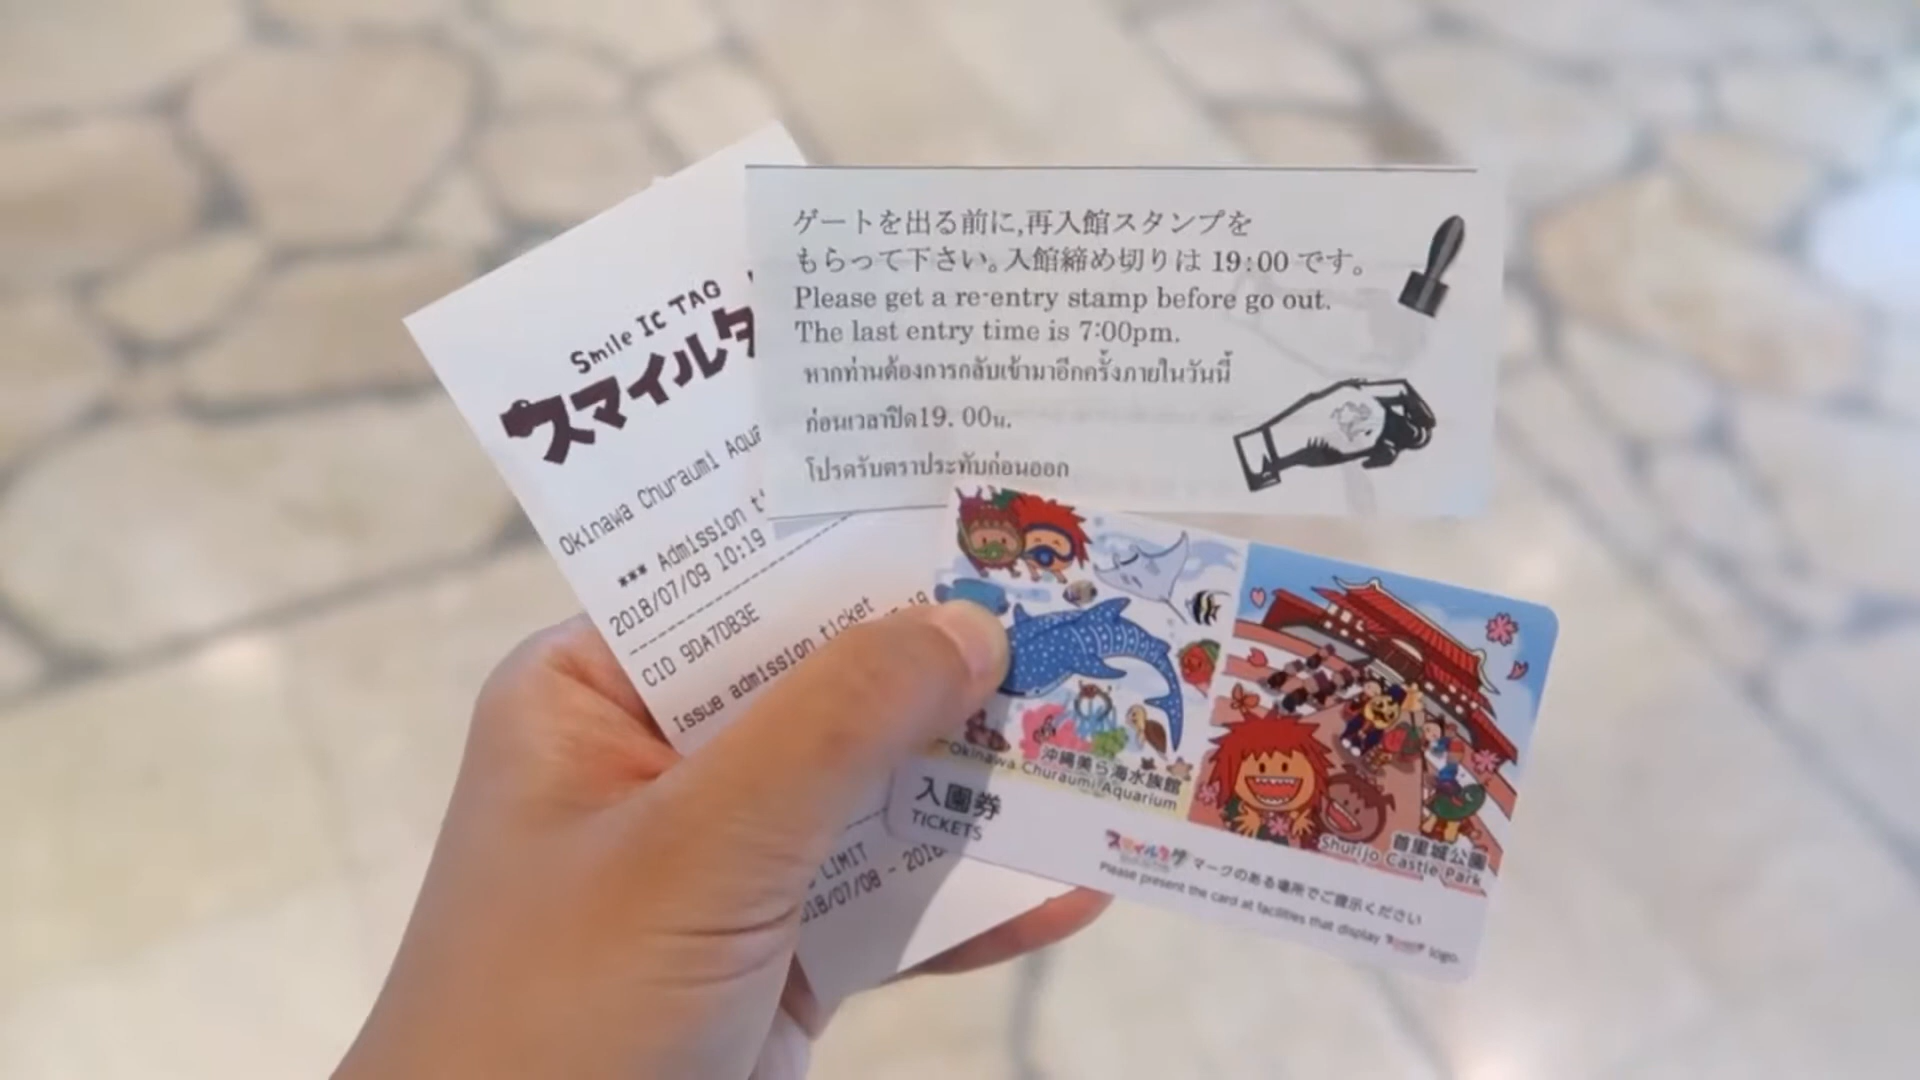 Smile IC TAG
スマイルタ
Okinawa Churaumi Aqua
*** Admission t
2018/07/09 10:19
CID 9DA7DB3E
Issue admission ticket
LIMIT
018/07/08 - 2018
ゲートを出る前に,再入館スタンプを
もらって下さい。入館締め切りは 19:00 です。
Please get a re-entry stamp before go out.
The last entry time is 7:00pm.
หากท่านต้องการกลับเข้ามาอีกครั้งภายในวันนี้
ก่อนเวลาปิด19. 00น.
โปรดรับตราประทับก่อนออก
沖縄美ら海水族館
Okinawa Churaumi Aquarium
首里城公園
Shurijo Castle Park
入園券
TICKETS
スマイルタグ マークのある場所でご提示ください
Please present the card at facilities that display logo.